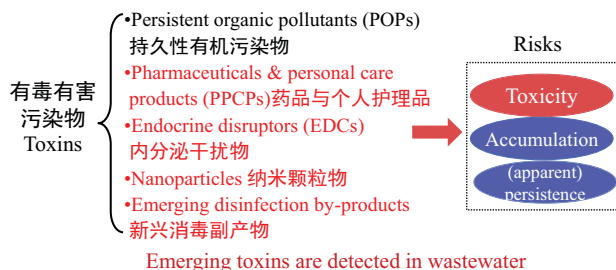 有毒有害
污染物
Toxins
•Persistent organic pollutants (POPs)
持久性有机污染物
•Pharmaceuticals & personal care
products (PPCPs)药品与个人护理品
•Endocrine disruptors (EDCs)
内分泌干扰物
•Nanoparticles 纳米颗粒物
•Emerging disinfection by-products
新兴消毒副产物
Risks
Toxicity
Accumulation
(apparent)
persistence
Emerging toxins are detected in wastewater